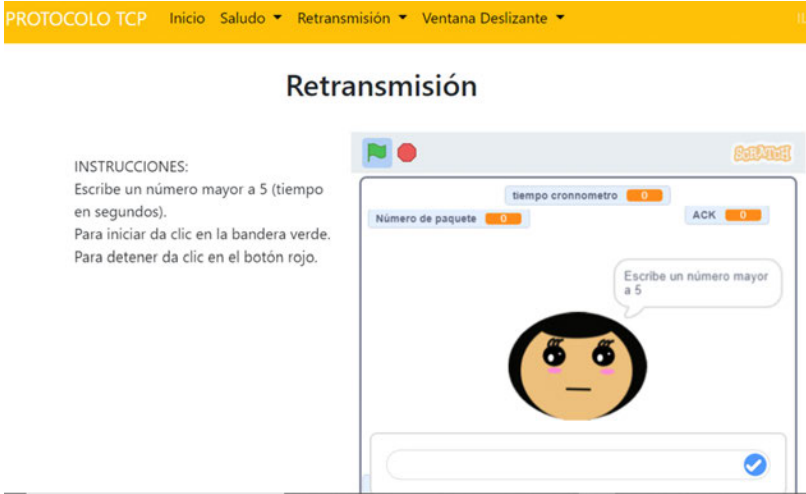 PROTOCOLO TCP Inicio Saludo Retransmisión Ventana Deslizante
Retransmisión
INSTRUCCIONES:
Escribe un número mayor a 5 (tiempo
en segundos).
Para iniciar da clic en la bandera verde.
Para detener da clic en el botón rojo.
SCRATCH
tiempo cronnometro 0
Número de paquete 0
ACK 0
Escribe un número mayor
a 5